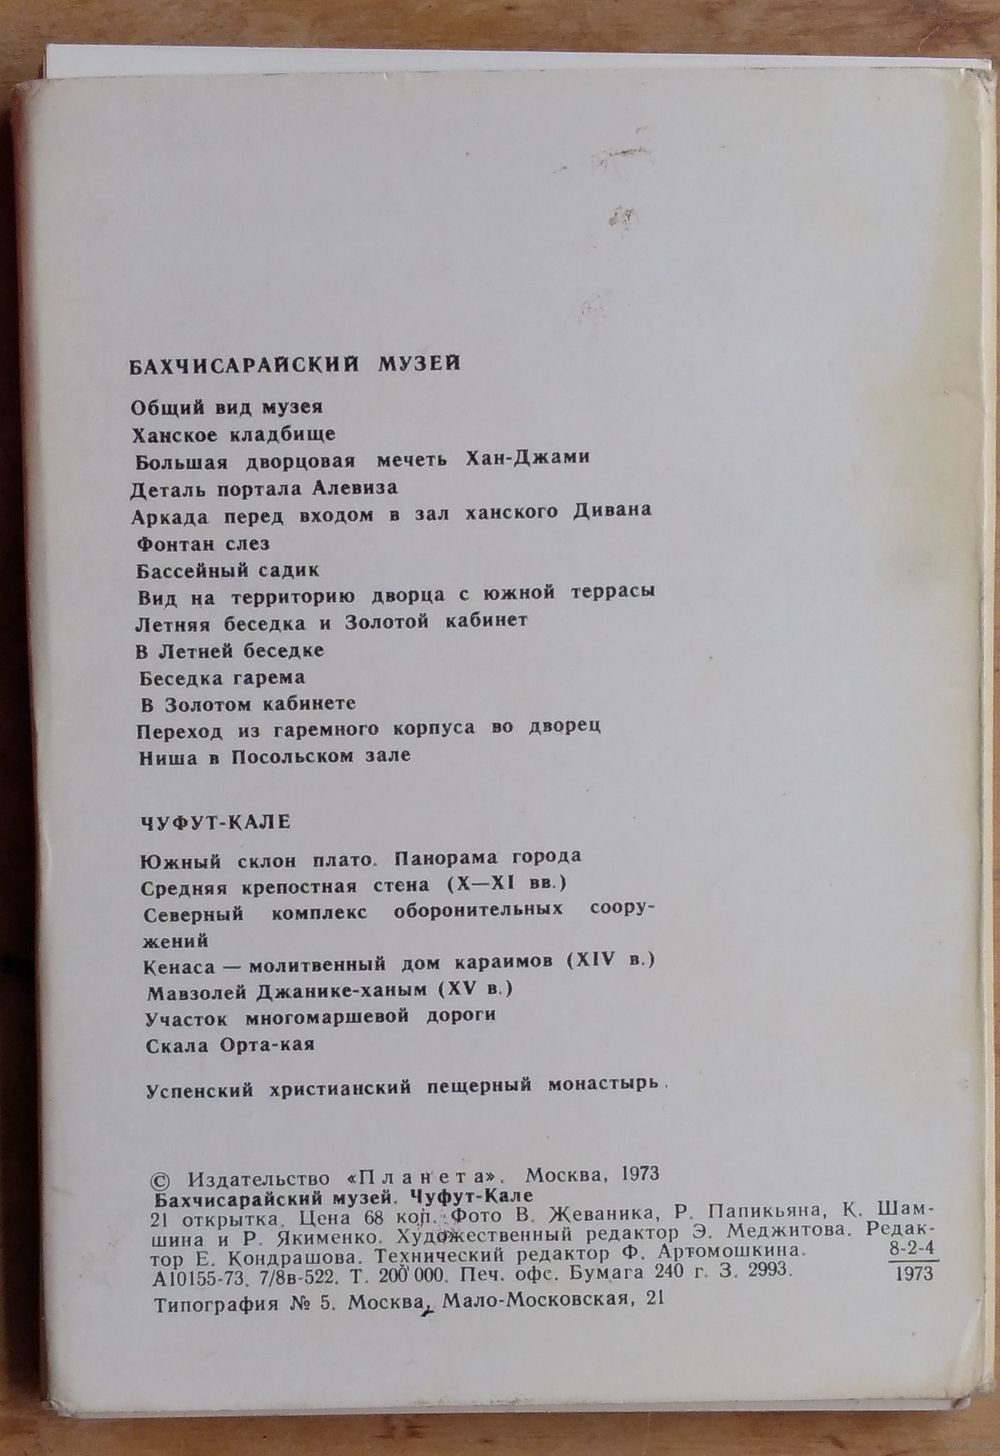 БАХЧИСАРАЙСКИЙ МУЗЕЙ
Общий вид музея
Ханское кладбище
Большая дворцовая мечеть Хан-Джами
Деталь портала Алевиза
Аркада перед входом в зал ханского Дивана
Фонтан слез
Бассейный садик
Вид на территорию дворца с южной террасы
Летняя беседка и Золотой кабинет
В Летней беседке
Беседка гарема
В Золотом кабинете
Переход из гаремного корпуса во дворец
Ниша в Посольском зале
ЧУФУТ-КАЛЕ
Южный склон плато. Панорама города
Средняя крепостная стена (X—XI вв.)
Северный комплекс оборонительных соору-
жений
Кенаса — молитвенный дом караимов (XIV в.)
Мавзолей Джанике-ханым (XV в.)
Участок многомаршевой дороги
Скала Орта-кая
Успенский христианский пещерный монастырь.
© Издательство «Планета». Москва, 1973
Бахчисарайский музей. Чуфут-Кале
21 открытка. Цена 68 коп. Фото В. Жеваника, Р. Папикьяна, К. Шам-
шина и Р. Якименко. Художественный редактор Э. Меджитова. Редак-
тор Е. Кондрашова. Технический редактор Ф. Артомошкина.
А10155-73. 7/8в-522. Т. 200 000. Печ. офс. Бумага 240 г. З. 2993.
8-2-4
1973
Типография № 5. Москва, Мало-Московская, 21